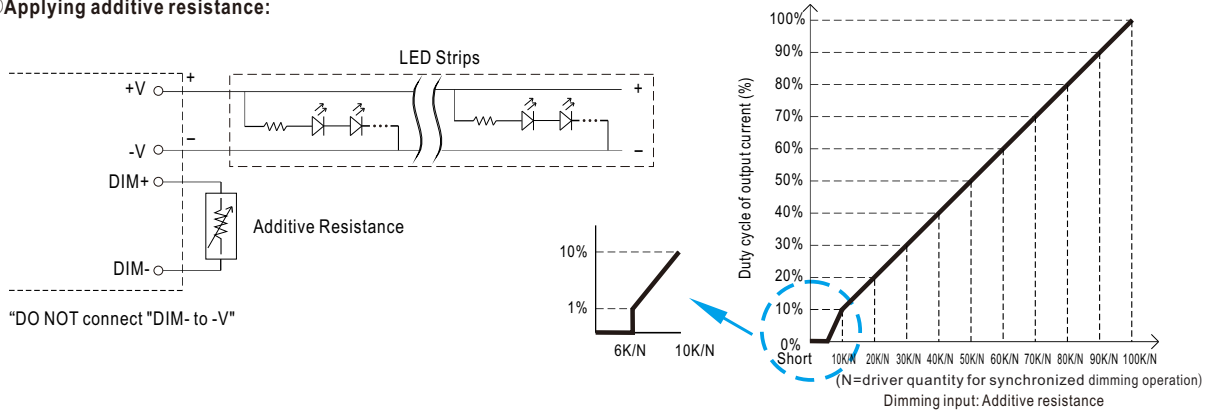 Applying additive resistance:
LED Strips
+V
+
-V
–
+
–
DIM+
DIM-
Additive Resistance
"DO NOT connect "DIM- to -V"
10%
1%
6K/N 10K/N
Duty cycle of output current (%)
100%
90%
80%
70%
60%
50%
40%
30%
20%
10%
0%
Short 10K/N 20K/N 30K/N 40K/N 50K/N 60K/N 70K/N 80K/N 90K/N 100K/N
(N=driver quantity for synchronized dimming operation)
Dimming input: Additive resistance